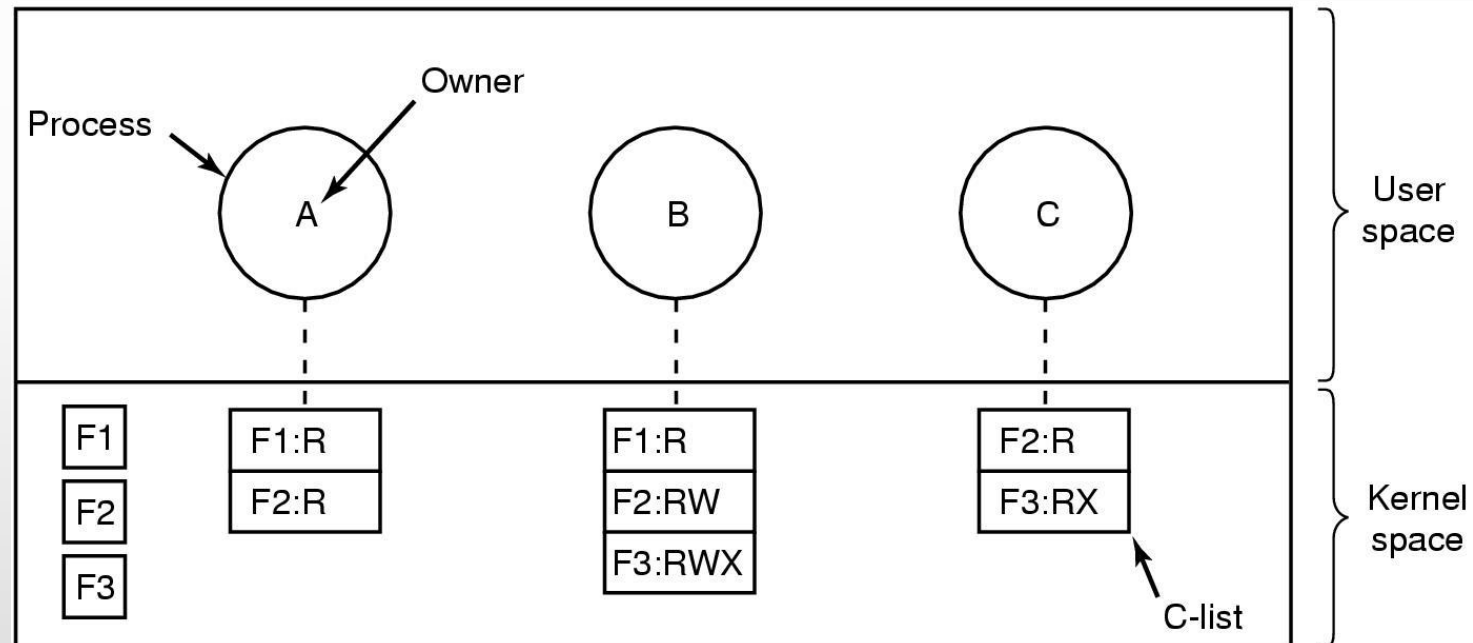 Owner
Process
A
B
C
User
space
F1
F2
F3
F1:R
F2:R
F1:R
F2:RW
F3:RWX
F2:R
F3:RX
C-list
Kernel
space